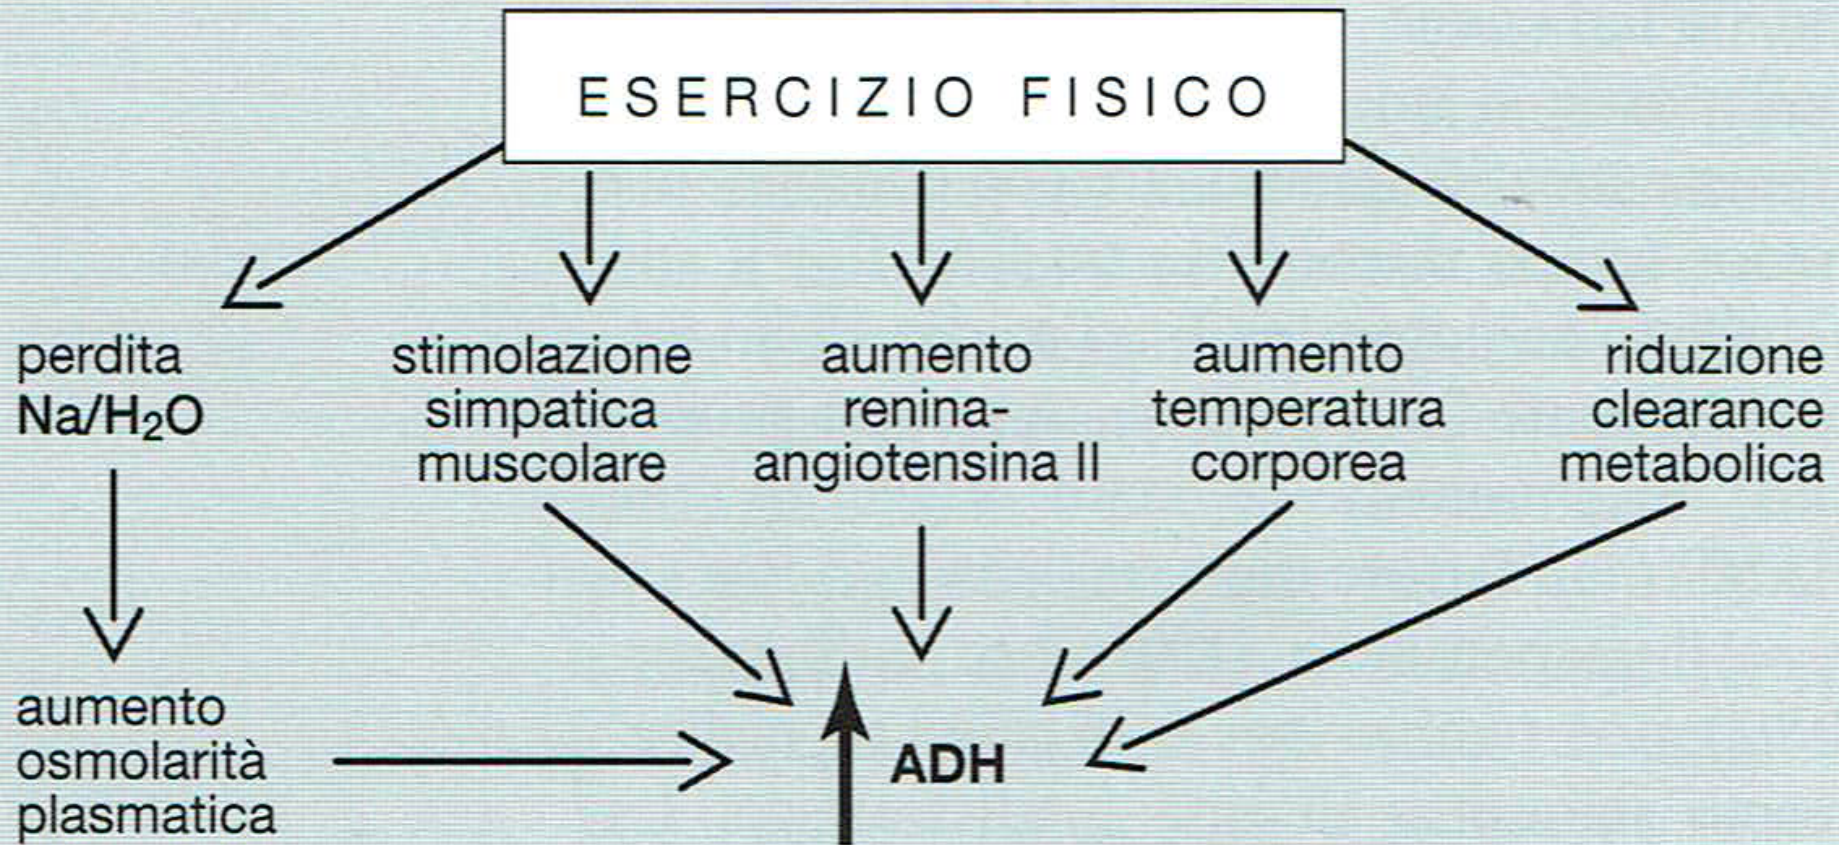 ESERCIZIO FISICO
perdita
Na/H₂O
stimolazione
simpatica
muscolare
aumento
renina-
angiotensina II
aumento
temperatura
corporea
riduzione
clearance
metabolica
aumento
osmolarità
plasmatica
ADH